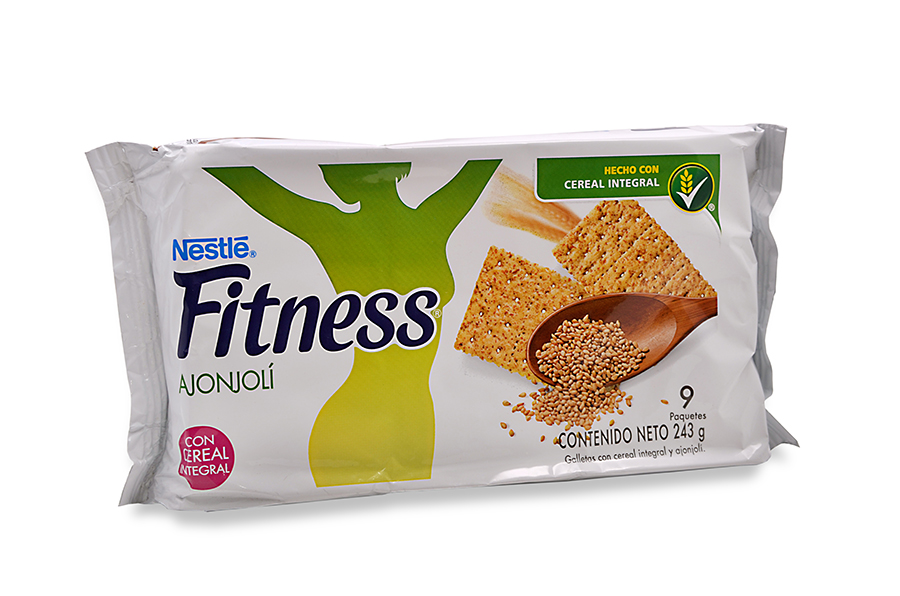 HECHO CON
CEREAL INTEGRAL
®
Nestlé®
Fitness®
AJONJOLÍ
CON
CEREAL
INTEGRAL
9
Paquetes
CONTENIDO NETO 243 g
Galletas con cereal integral y ajonjolí.